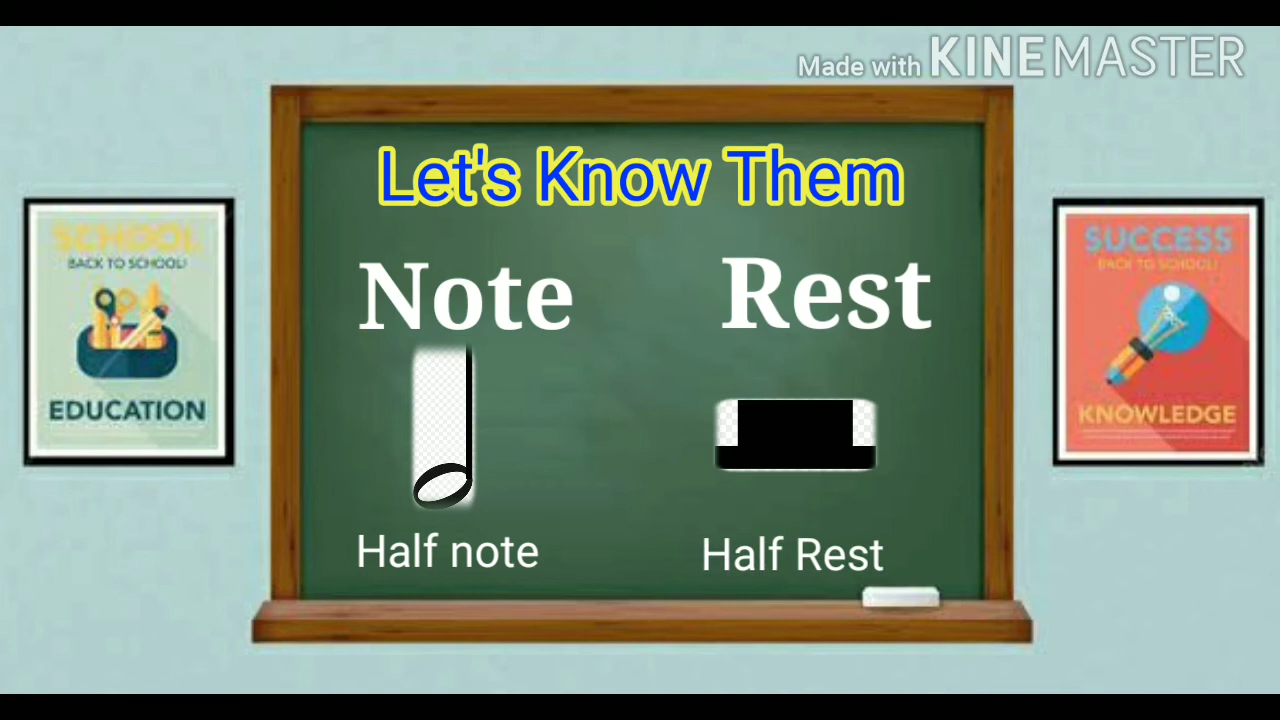 Made with KINEMASTER
Let's Know Them
Note Rest
Half note Half Rest
SCHOOL
BACK TO SCHOOL!
EDUCATION
SUCCESS
BACK TO SCHOOL!
KNOWLEDGE